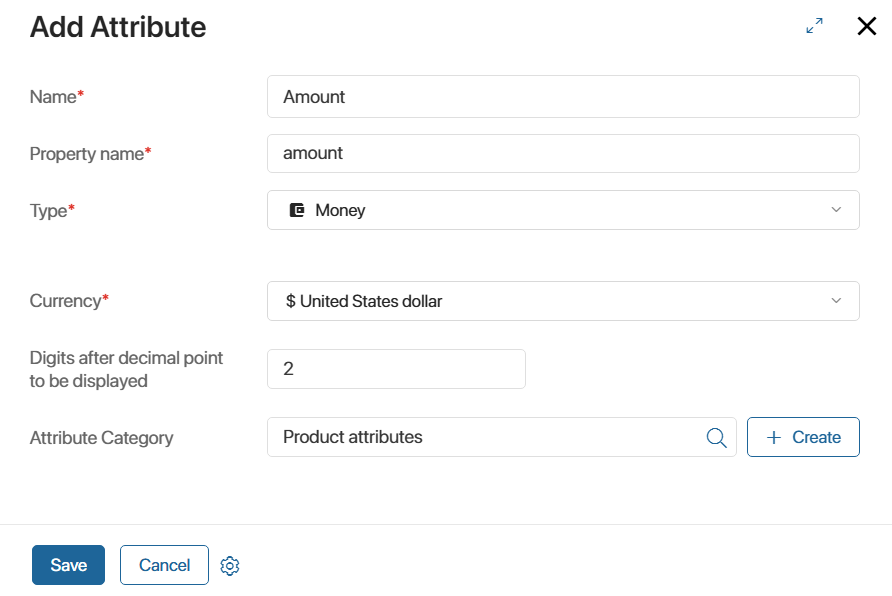 Add Attribute
Name*
Amount
Property name*
amount
Type*
Money
Currency*
$ United States dollar
Digits after decimal point
to be displayed
2
Attribute Category
Product attributes
+ Create
Save
Cancel